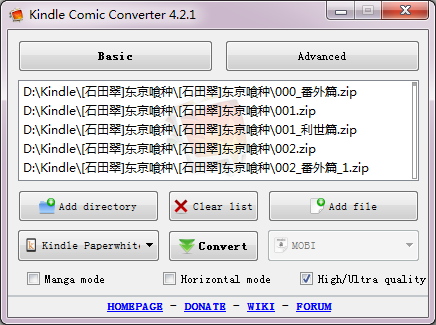 Kindle Comic Converter 4.2.1
Basic
Advanced
D:\Kindle\[石田翠]东京喰种\[石田翠]东京喰种\000_番外篇.zip
D:\Kindle\[石田翠]东京喰种\[石田翠]东京喰种\001.zip
D:\Kindle\[石田翠]东京喰种\[石田翠]东京喰种\001_利世篇.zip
D:\Kindle\[石田翠]东京喰种\[石田翠]东京喰种\002.zip
D:\Kindle\[石田翠]东京喰种\[石田翠]东京喰种\002_番外篇_1.zip
Add directory
Clear list
Add file
Kindle Paperwhite
Convert
MOBI
Manga mode
Horizontal mode
High/Ultra quality
HOMEPAGE - DONATE - WIKI - FORUM